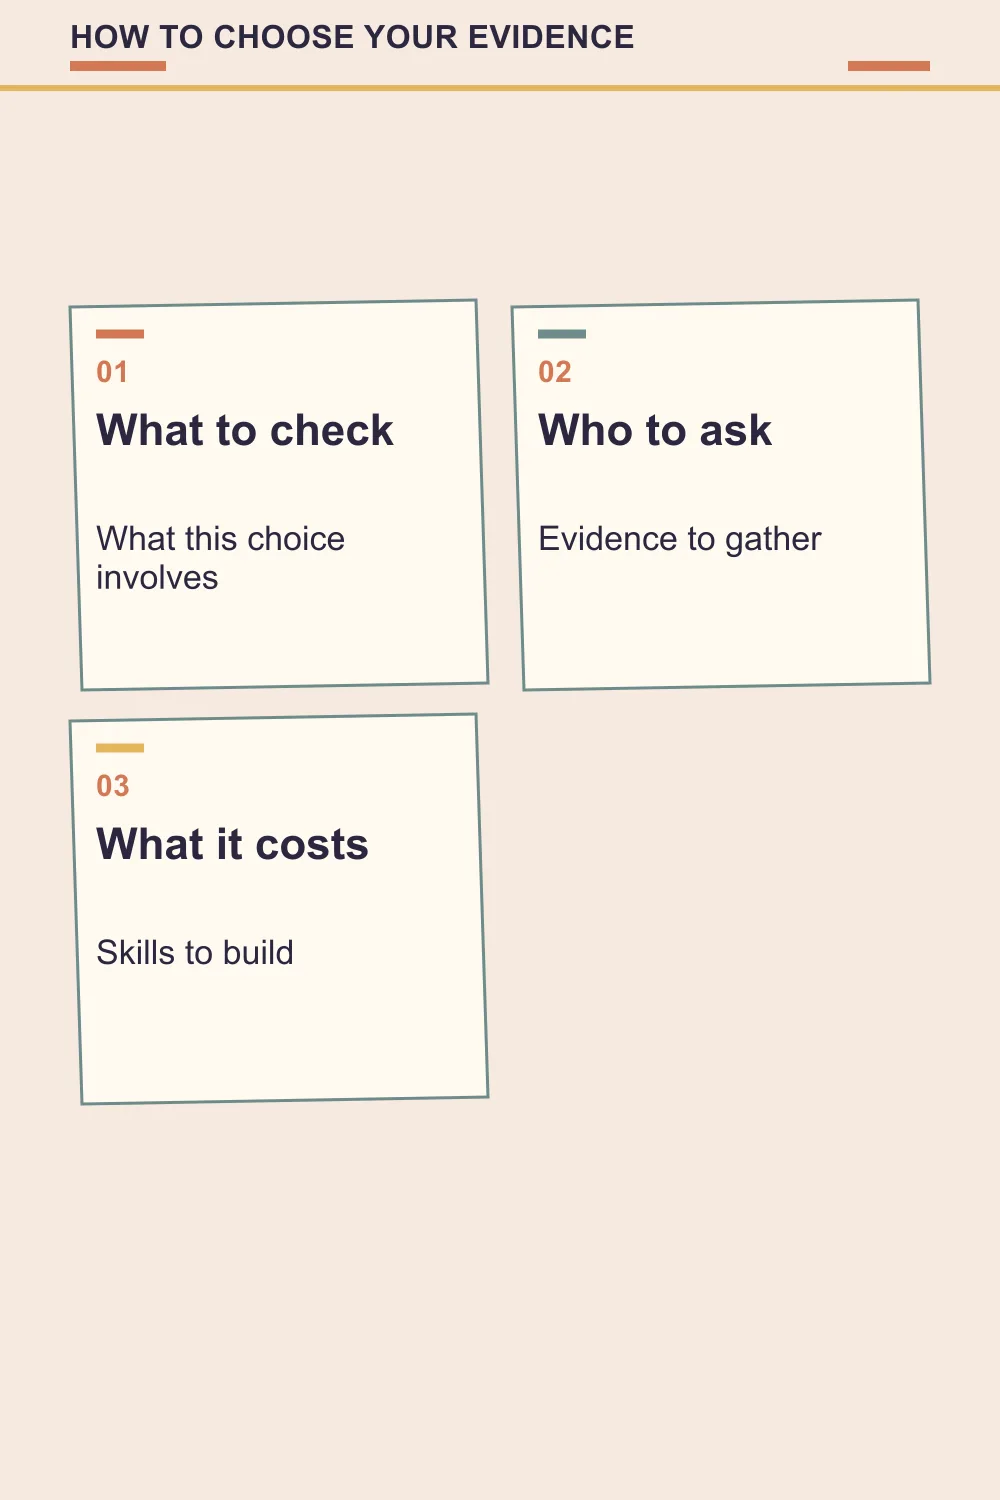 HOW TO CHOOSE YOUR EVIDENCE
01
What to check
What this choice
involves
02
Who to ask
Evidence to gather
03
What it costs
Skills to build